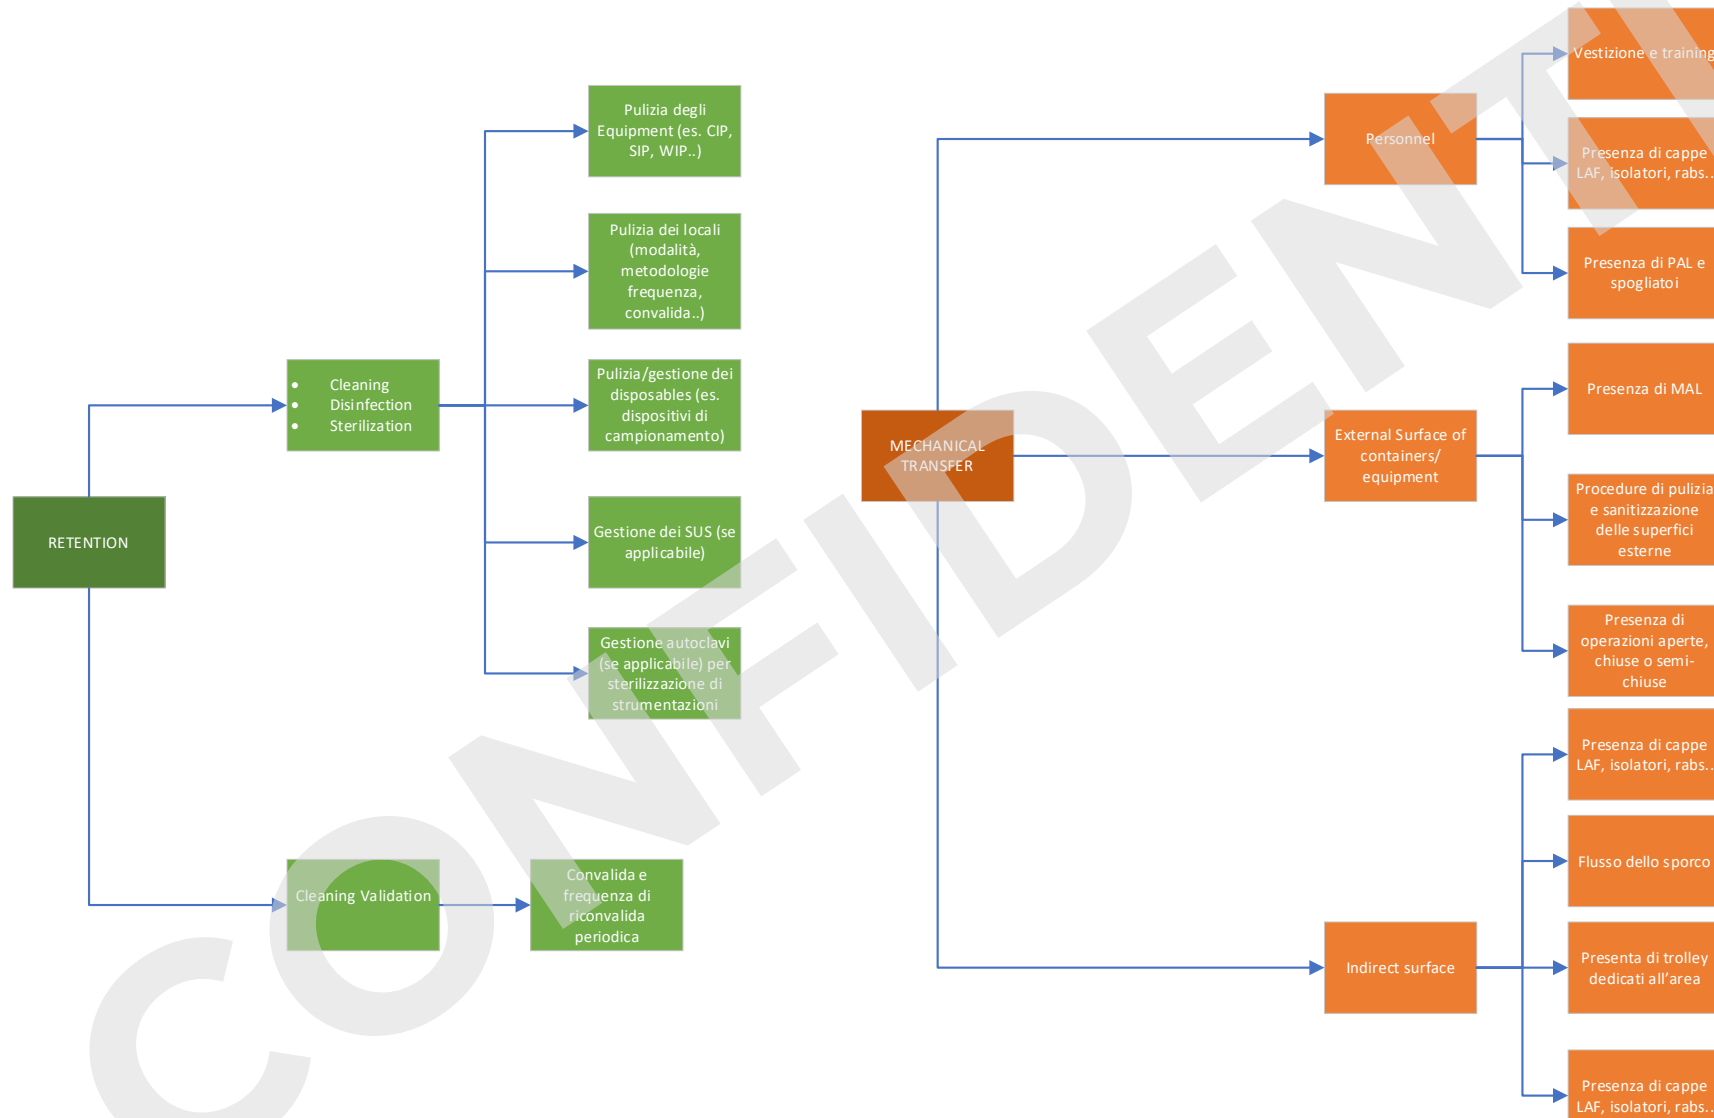 RETENTION
• Cleaning
• Disinfection
• Sterilization
Pulizia degli
Equipment (es. CIP,
SIP, WIP..)
Pulizia dei locali
(modalità,
metodologie
frequenza,
convalida..)
Pulizia/gestione dei
disposables (es.
dispositivi di
campionamento)
Gestione dei SUS (se
applicabile)
Gestione autoclavi
(se applicabile) per
sterilizzazione di
strumentazioni
Cleaning Validation
Convalida e
frequenza di
riconvalida
periodica
MECHANICAL
TRANSFER
Personnel
Vestizione e training
Presenza di cappe
LAF, isolatori, rabs..
Presenza di PAL e
spogliatoi
External Surface of
containers/
equipment
Presenza di MAL
Procedure di pulizia
e sanitizzazione
delle superfici
esterne
Presenza di
operazioni aperte,
chiuse o semi-
chiuse
Indirect surface
Presenza di cappe
LAF, isolatori, rabs..
Flusso dello sporco
Presenta di trolley
dedicati all'area
Presenza di cappe
LAF, isolatori, rabs..
CONFIDENTI